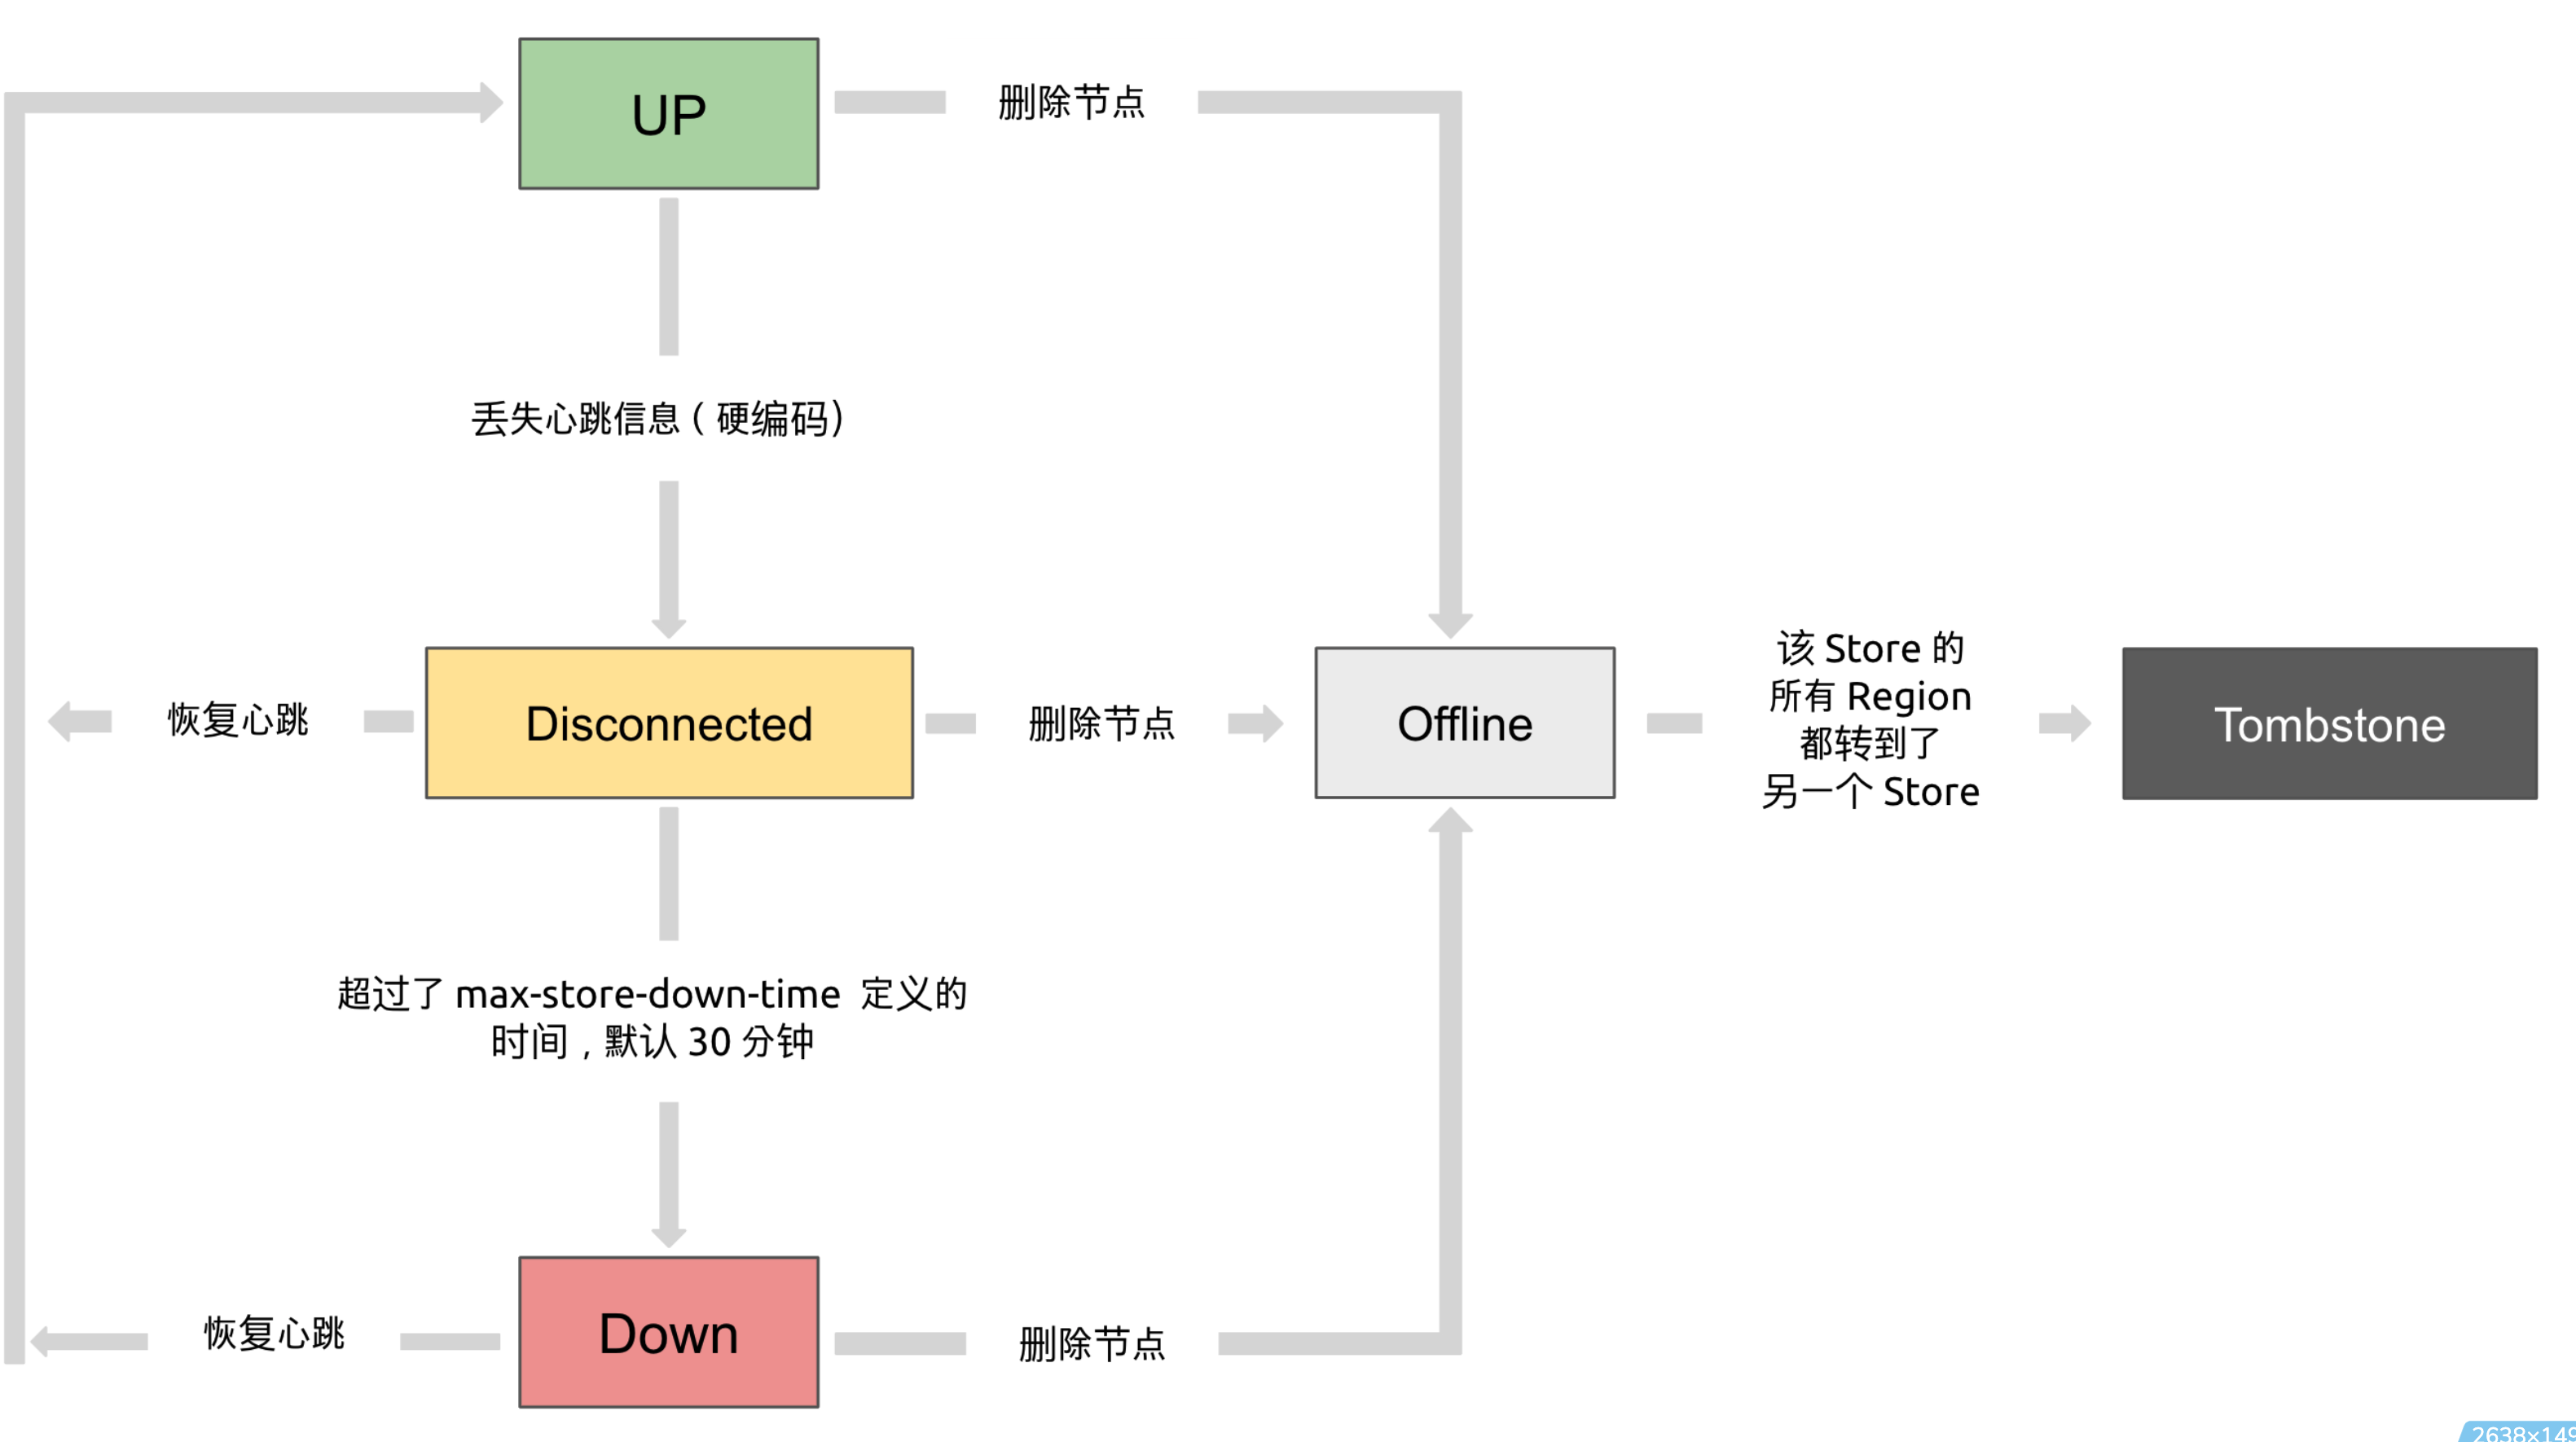 UP
删除节点
丢失心跳信息（硬编码)
恢复心跳
Disconnected
删除节点
Offline
该 Store 的
所有 Region
都转到了
另一个 Store
Tombstone
超过了 max-store-down-time 定义的
时间，默认 30 分钟
恢复心跳
Down
删除节点